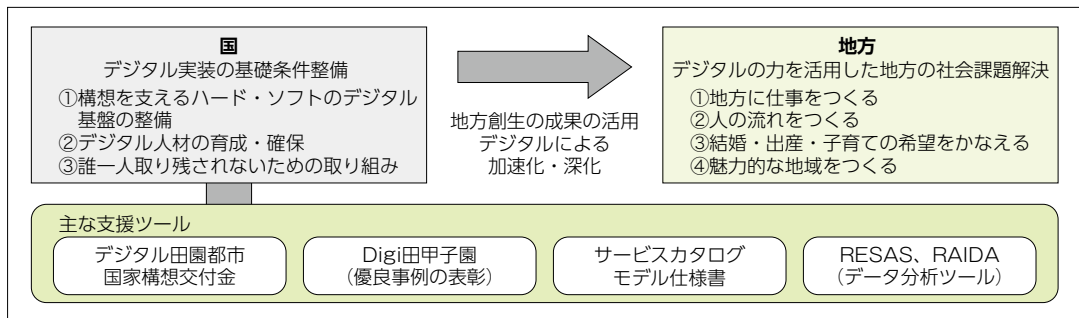 国
デジタル実装の基礎条件整備
①構想を支えるハード・ソフトのデジタル
基盤の整備
②デジタル人材の育成・確保
③誰一人取り残されないための取り組み
地方創生の成果の活用
デジタルによる
加速化・深化
地方
デジタルの力を活用した地方の社会課題解決
①地方に仕事をつくる
②人の流れをつくる
③結婚・出産・子育ての希望をかなえる
④魅力的な地域をつくる
主な支援ツール
デジタル田園都市
国家構想交付金
Digi田甲子園
（優良事例の表彰）
サービスカタログ
モデル仕様書
RESAS、RAIDA
（データ分析ツール）